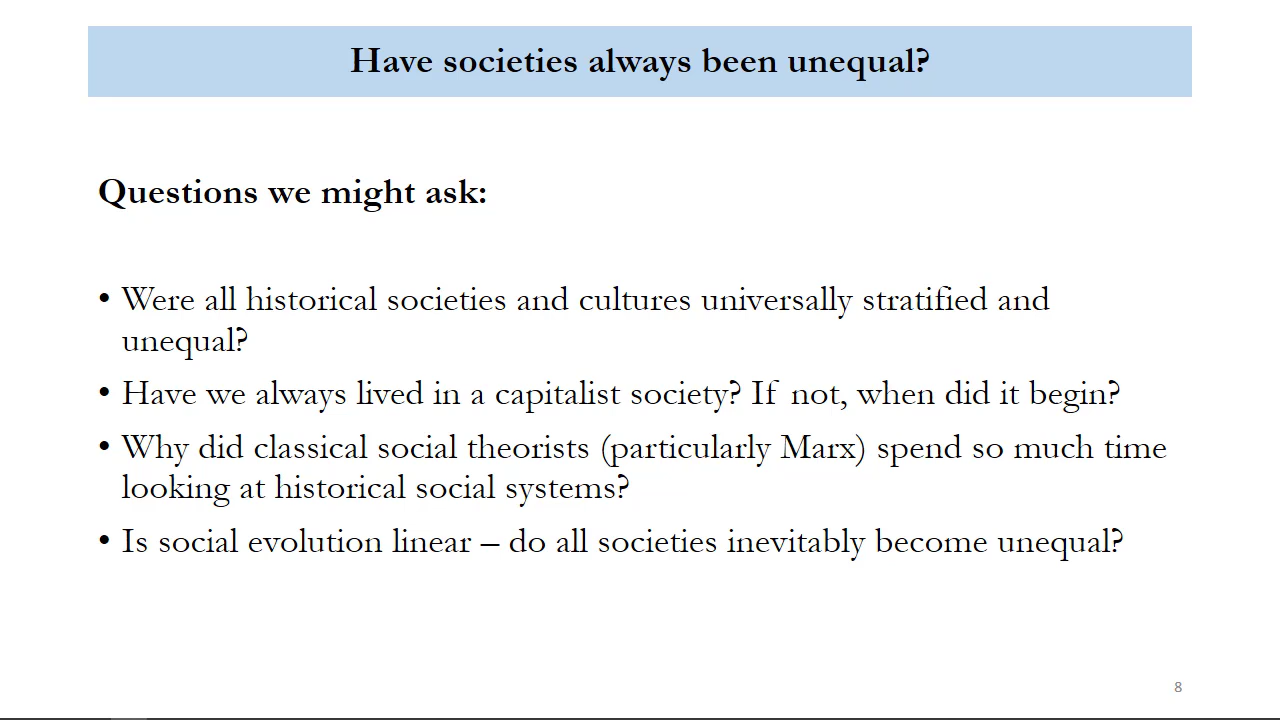 Have societies always been unequal?
Questions we might ask:
• Were all historical societies and cultures universally stratified and
unequal?
• Have we always lived in a capitalist society? If not, when did it begin?
• Why did classical social theorists (particularly Marx) spend so much time
looking at historical social systems?
• Is social evolution linear – do all societies inevitably become unequal?
8